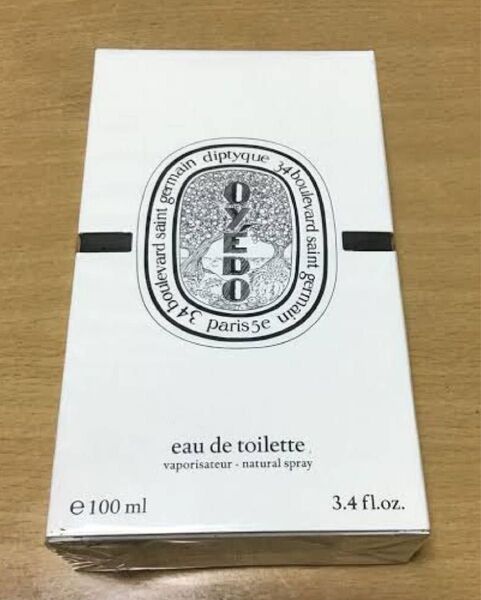 diptyque 34 boulevard saint germain paris 5e 34 boulevard saint germain
OYÉDO
eau de toilette
vaporisateur - natural spray
e 100 ml 3.4 fl.oz.